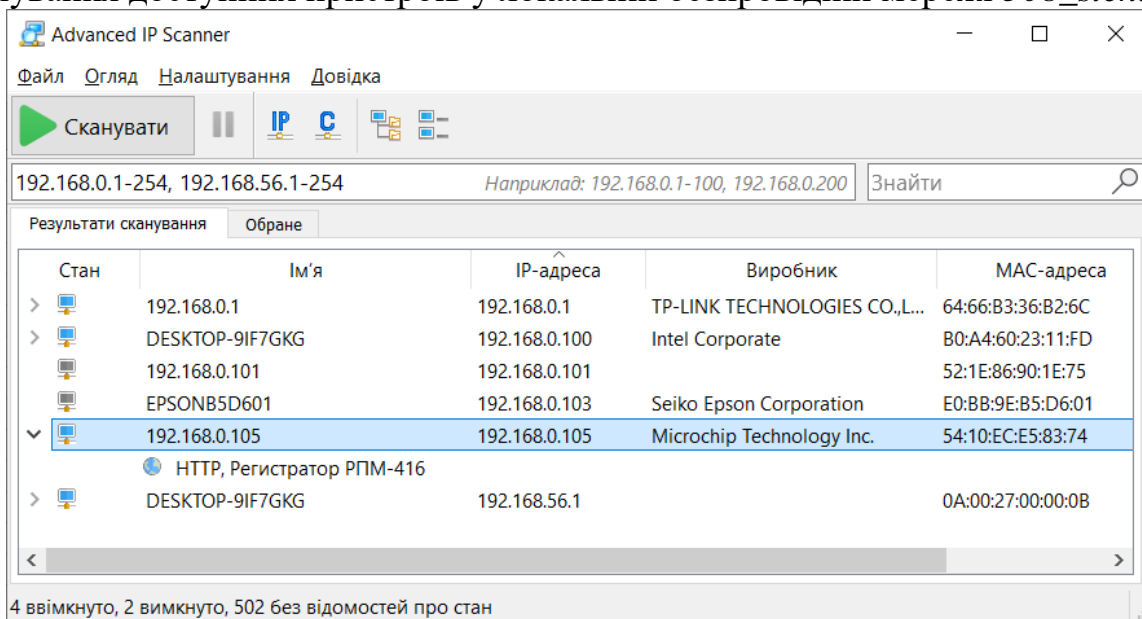 доступних пристроїв у локальній безпровідній мережі
Advanced IP Scanner
Файл Огляд Налаштування Довідка
Сканувати IP C
192.168.0.1-254, 192.168.56.1-254 Наприклад: 192.168.0.1-100, 192.168.0.200 Знайти
Результати сканування Обране
Стан Ім'я IP-адреса Виробник MAC-адреса
192.168.0.1 192.168.0.1 TP-LINK TECHNOLOGIES CO.,L... 64:66:B3:36:B2:6C
DESKTOP-9IF7GKG 192.168.0.100 Intel Corporate B0:A4:60:23:11:FD
192.168.0.101 192.168.0.101 52:1E:86:90:1E:75
EPSONB5D601 192.168.0.103 Seiko Epson Corporation E0:BB:9E:B5:D6:01
192.168.0.105 192.168.0.105 Microchip Technology Inc. 54:10:EC:E5:83:74
HTTP, Регистратор РПМ-416
DESKTOP-9IF7GKG 192.168.56.1 0A:00:27:00:00:0B
4 ввімкнуто, 2 вимкнуто, 502 без відомостей про стан